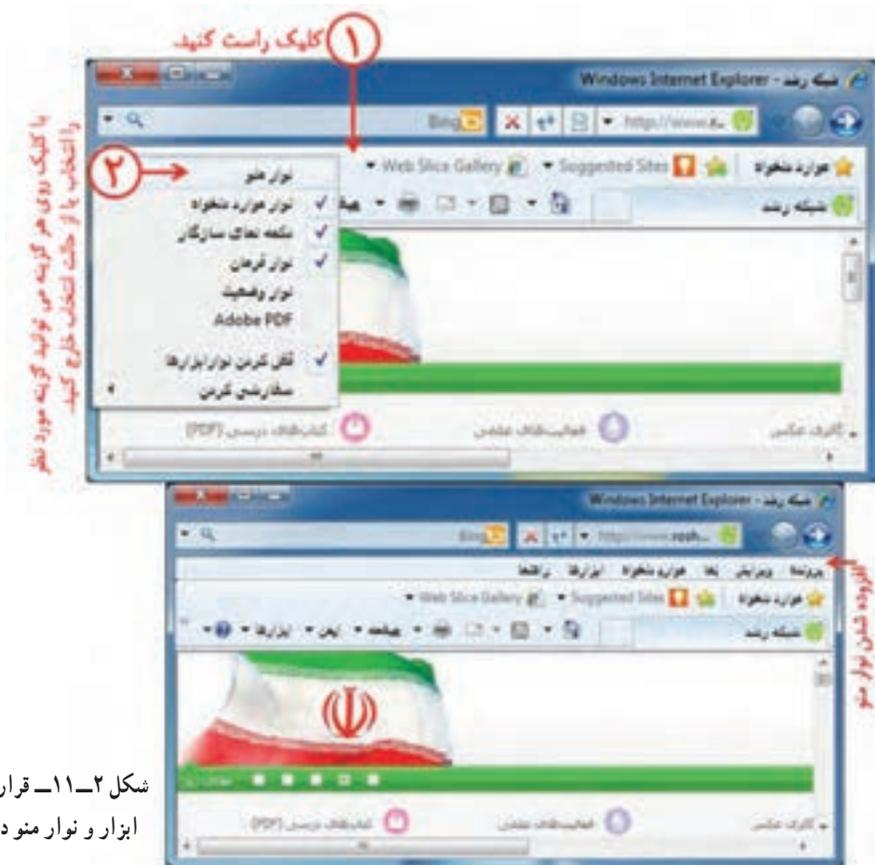 ۱ کلیک راست کنید.
شبکه رشد - Windows Internet Explorer
http://www.r...
Bing
موارد دلخواه Suggested Sites Web Slice Gallery
شبکه رشد
۲
نوار منو
نوار موارد دلخواه
دکمه نمای سازگار
نوار فرمان
نوار وضعیت
Adobe PDF
قفل کردن نوارابزارها
سفارشی کردن
با کلیک روی هر گزینه می توانید گزینه مورد نظر
را انتخاب یا از حالت انتخاب خارج کنید.
گالری عکس فعالیت‌های علمی کتاب‌های درسی (PDF)
شبکه رشد - Windows Internet Explorer
http://www.rosh...
Bing
پرونده ویرایش نما موارد دلخواه ابزارها راهنما
موارد دلخواه Suggested Sites Web Slice Gallery
شبکه رشد صفحه ایمن ابزارها
افزوده شدن نوار منو
گالری عکس فعالیت‌های علمی کتاب‌های درسی (PDF)
شکل ۲ــ۱۱ــ قرار
ابزار و نوار منو د